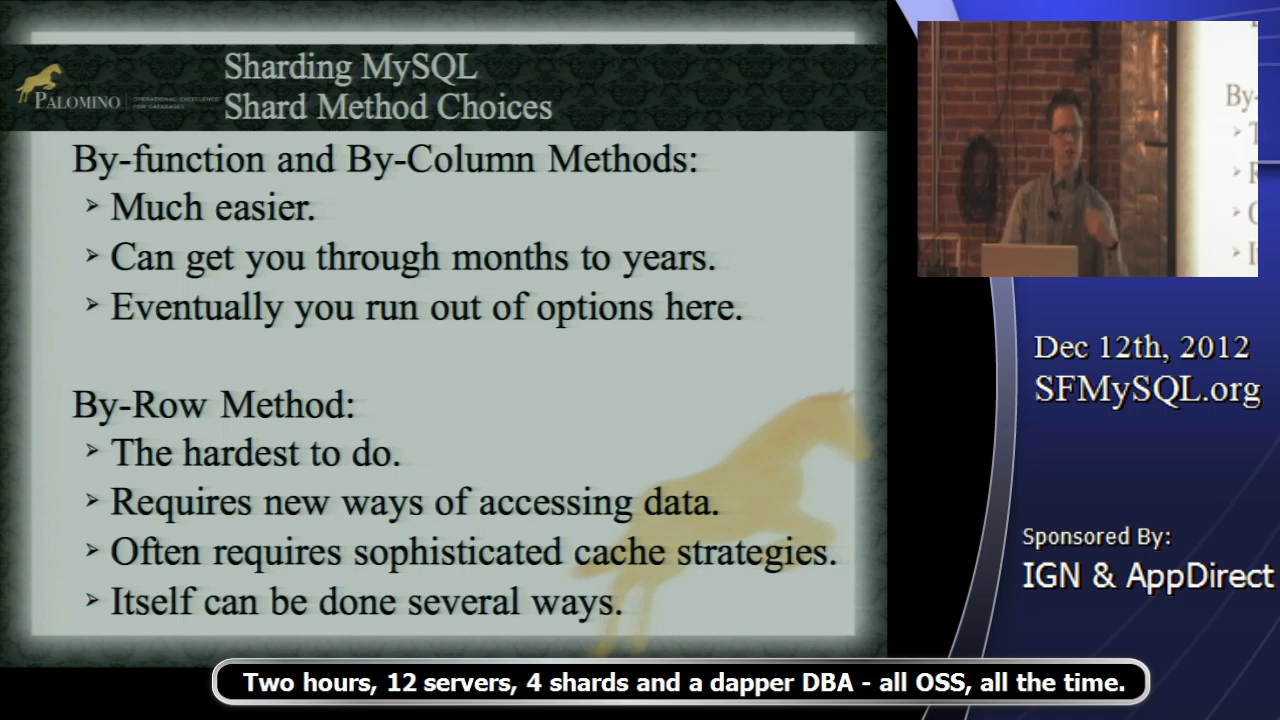 Sharding MySQL
Shard Method Choices
PALOMINO
OPERATIONAL EXCELLENCE
FOR DATABASES
By-function and By-Column Methods:
➢ Much easier.
➢ Can get you through months to years.
➢ Eventually you run out of options here.
By-Row Method:
➢ The hardest to do.
➢ Requires new ways of accessing data.
➢ Often requires sophisticated cache strategies.
➢ Itself can be done several ways.
By-
Dec 12th, 2012
SFMySQL.org
Sponsored By:
IGN & AppDirect
Two hours, 12 servers, 4 shards and a dapper DBA - all OSS, all the time.